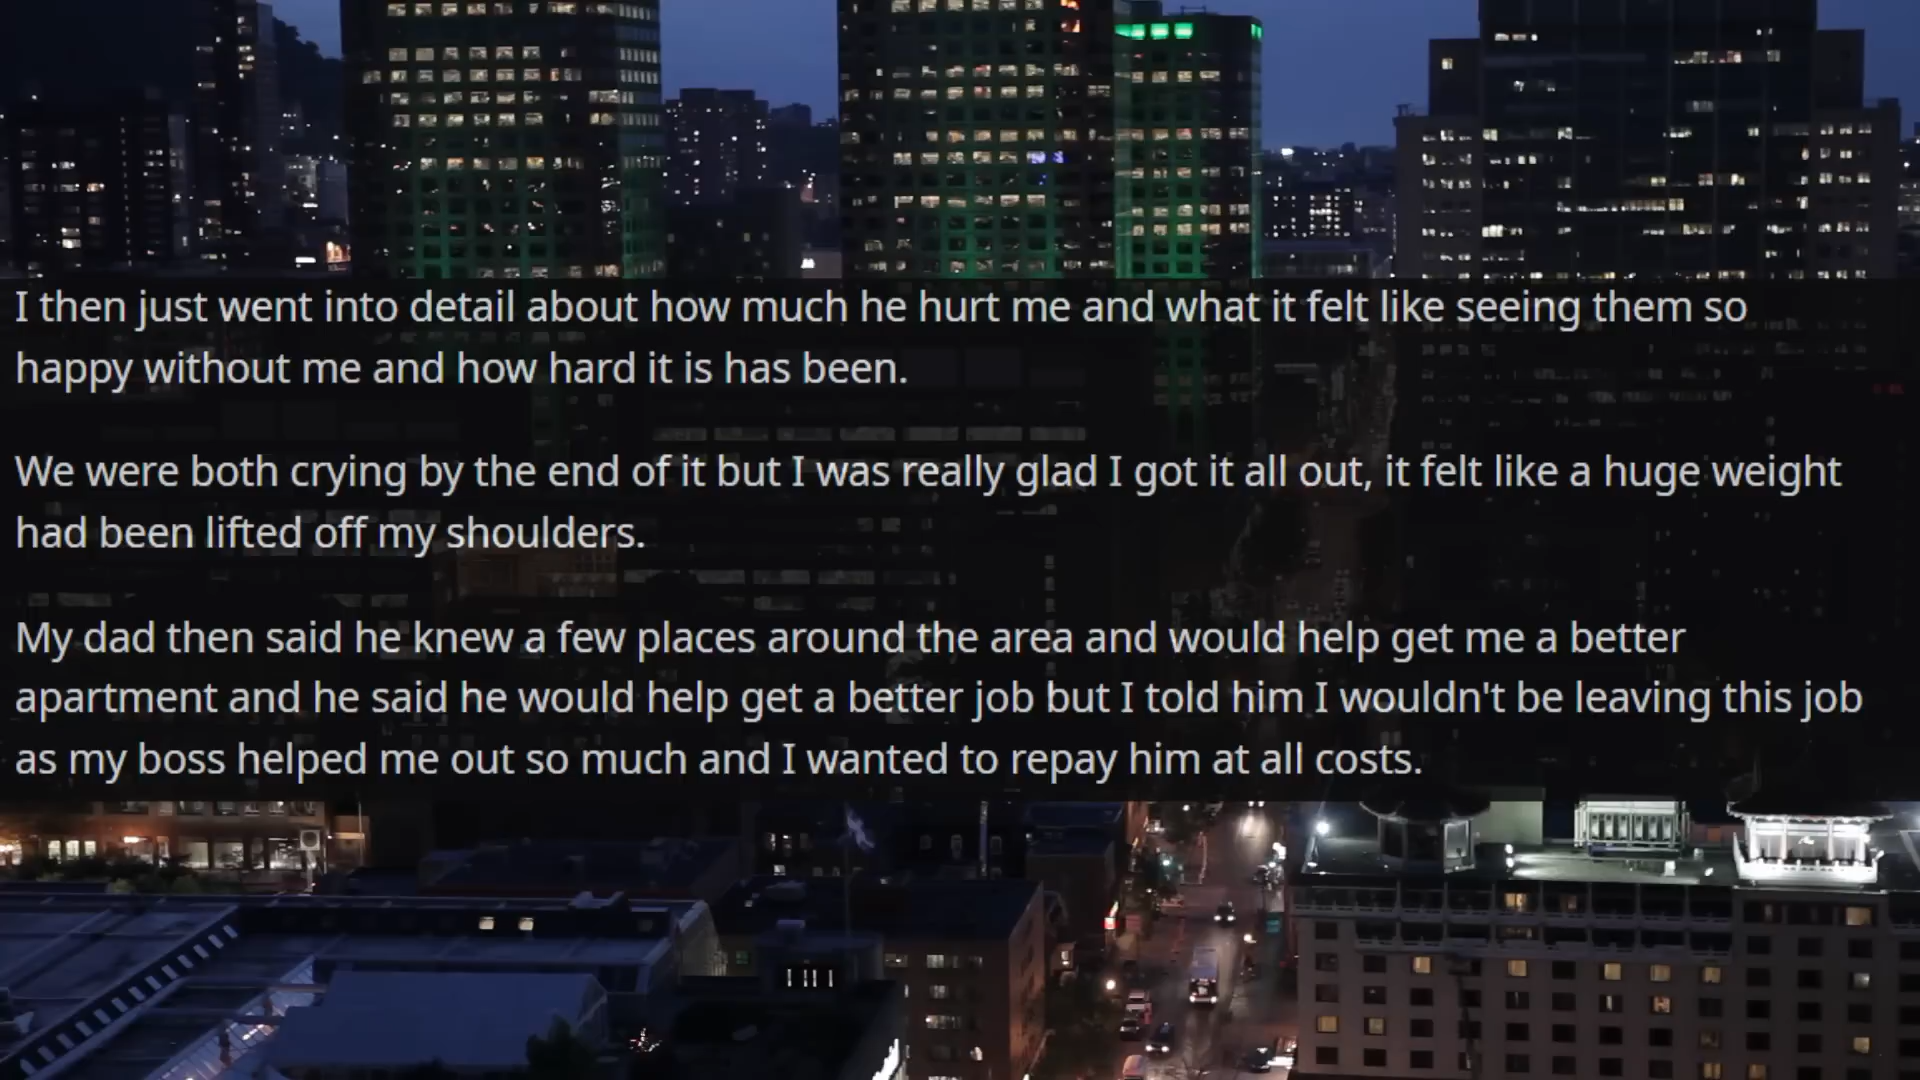 I then just went into detail about how much he hurt me and what it felt like seeing them so
happy without me and how hard it is has been.
We were both crying by the end of it but I was really glad I got it all out, it felt like a huge weight
had been lifted off my shoulders.
My dad then said he knew a few places around the area and would help get me a better
apartment and he said he would help get a better job but I told him I wouldn't be leaving this job
as my boss helped me out so much and I wanted to repay him at all costs.